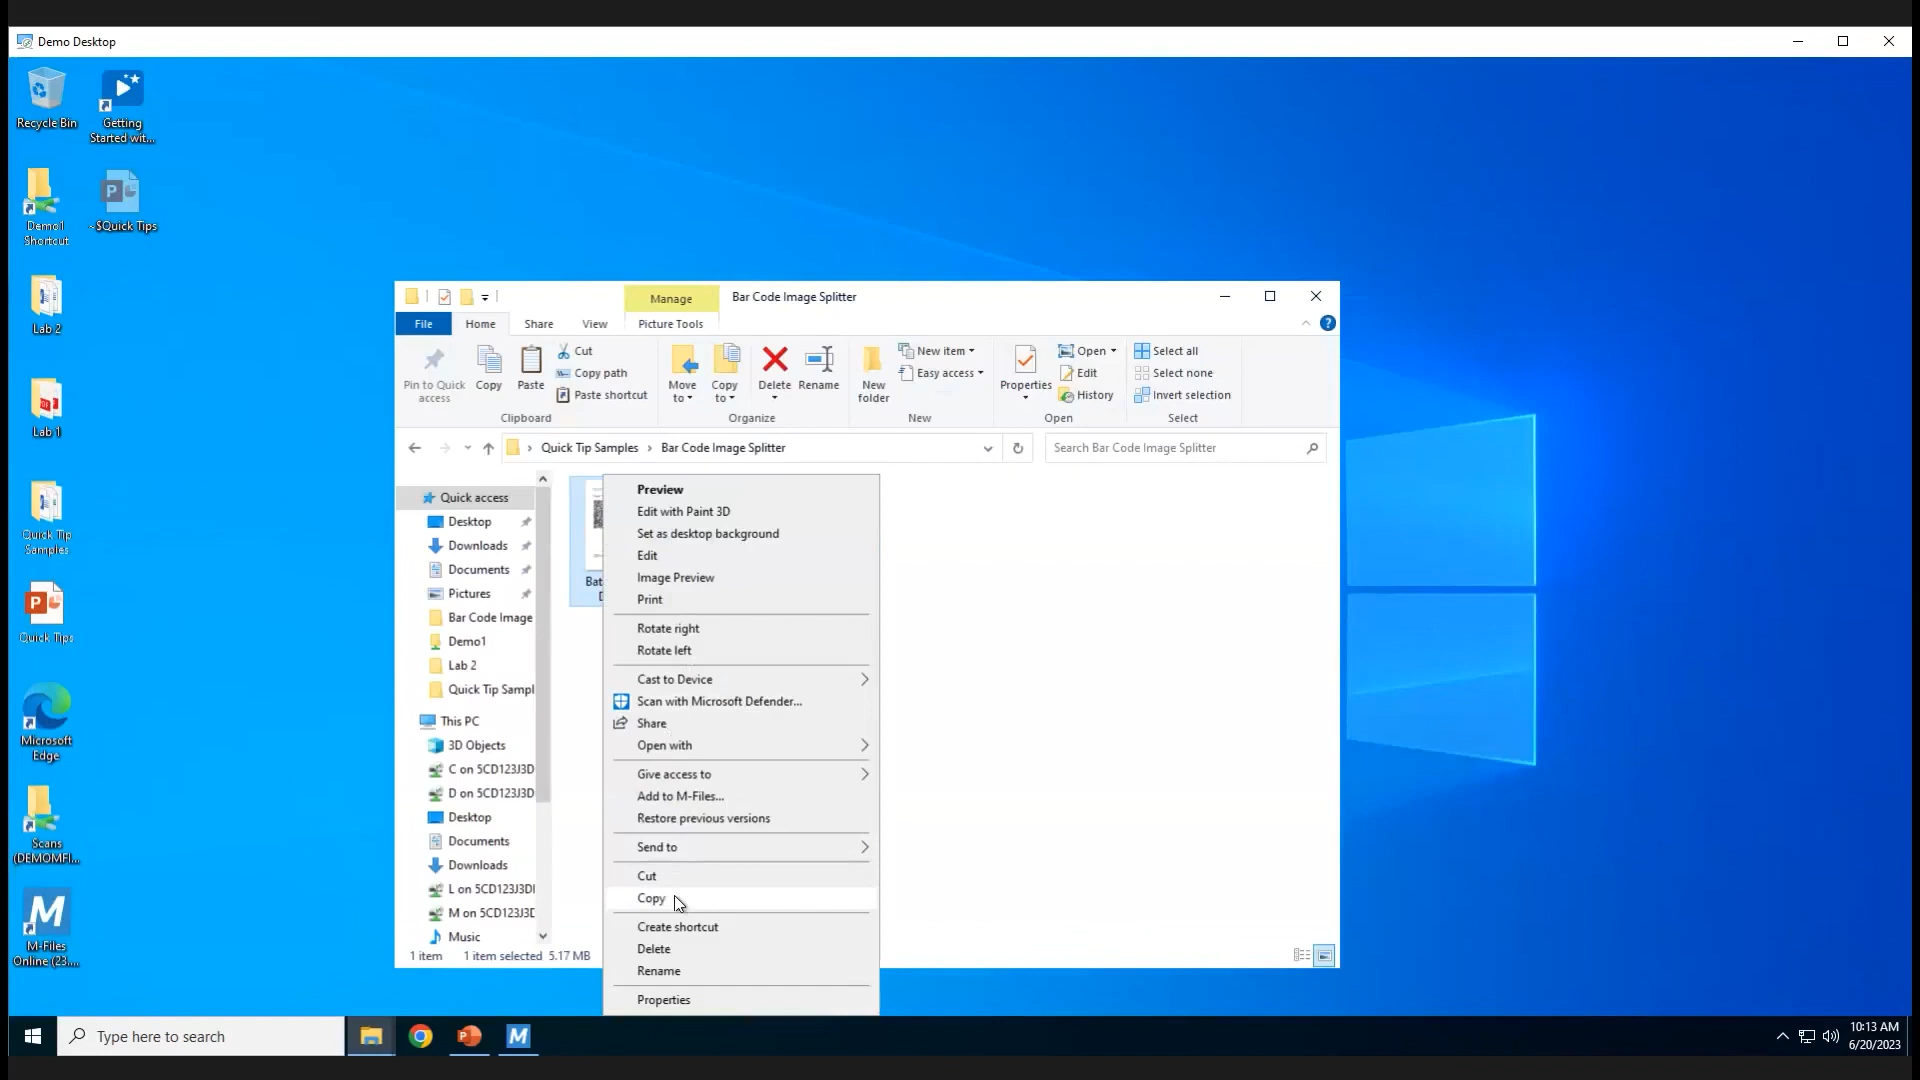 Demo Desktop
Recycle Bin
Getting
Started wit...
Demo1
Shortcut
~$Quick Tips
Lab 2
Lab 1
Quick Tip
Samples
Quick Tips
Microsoft
Edge
Scans
(DEMOMFI...
M-Files
Online (23....
Manage
Bar Code Image Splitter
File
Home
Share
View
Picture Tools
Pin to Quick
access
Copy
Paste
Cut
Copy path
Paste shortcut
Clipboard
Move
to
Copy
to
Delete
Rename
Organize
New
folder
New item
Easy access
New
Properties
Open
Edit
History
Open
Select all
Select none
Invert selection
Select
Quick Tip Samples > Bar Code Image Splitter
Search Bar Code Image Splitter
Quick access
Desktop
Downloads
Documents
Pictures
Bar Code Image
Demo1
Lab 2
Quick Tip Sampl
This PC
3D Objects
C on 5CD123J3D
D on 5CD123J3D
Desktop
Documents
Downloads
L on 5CD123J3D
M on 5CD123J3D
Music
Bat
Preview
Edit with Paint 3D
Set as desktop background
Edit
Image Preview
Print
Rotate right
Rotate left
Cast to Device
Scan with Microsoft Defender...
Share
Open with
Give access to
Add to M-Files...
Restore previous versions
Send to
Cut
Copy
Create shortcut
Delete
Rename
Properties
1 item
1 item selected 5.17 MB
Type here to search
10:13 AM
6/20/2023